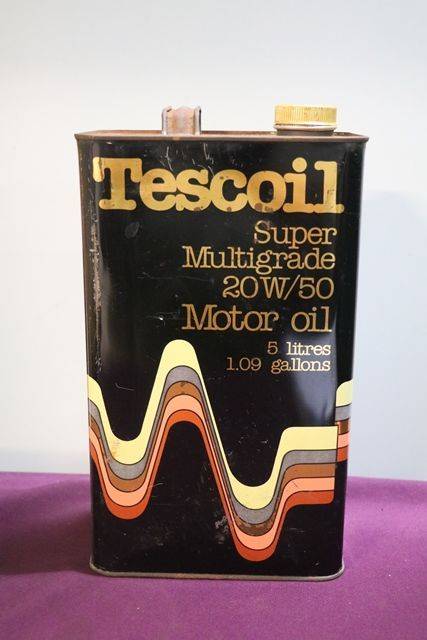 Tescoil
Super
Multigrade
20W/50
Motor oil
5 litres
1.09 gallons